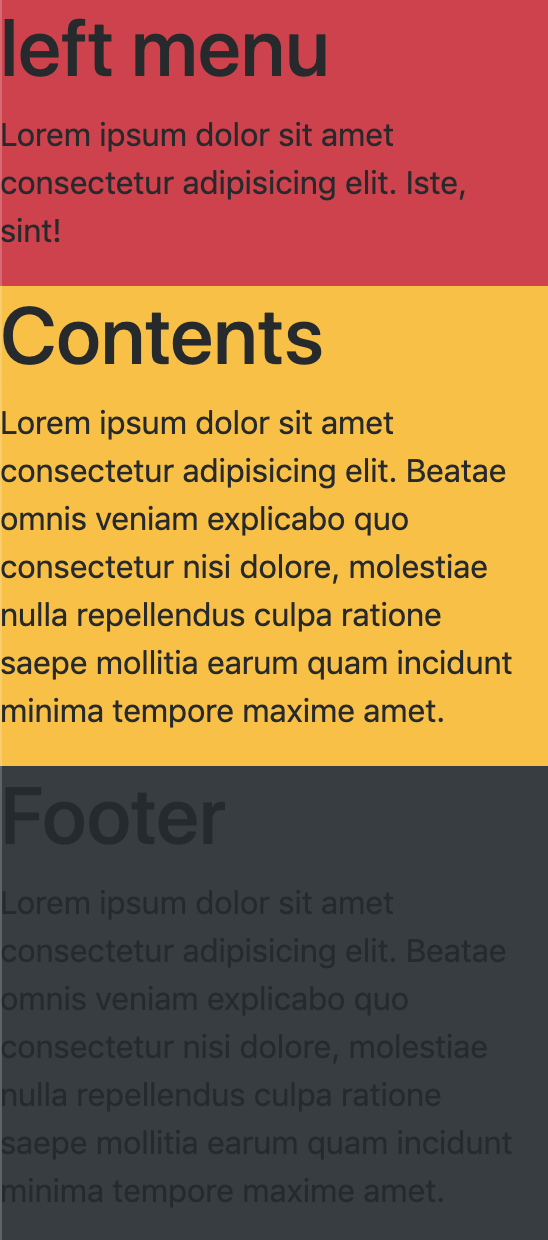 left menu
Lorem ipsum dolor sit amet
consectetur adipisicing elit. Iste,
sint!
Contents
Lorem ipsum dolor sit amet
consectetur adipisicing elit. Beatae
omnis veniam explicabo quo
consectetur nisi dolore, molestiae
nulla repellendus culpa ratione
saepe mollitia earum quam incidunt
minima tempore maxime amet.
Footer
Lorem ipsum dolor sit amet
consectetur adipisicing elit. Beatae
omnis veniam explicabo quo
consectetur nisi dolore, molestiae
nulla repellendus culpa ratione
saepe mollitia earum quam incidunt
minima tempore maxime amet.